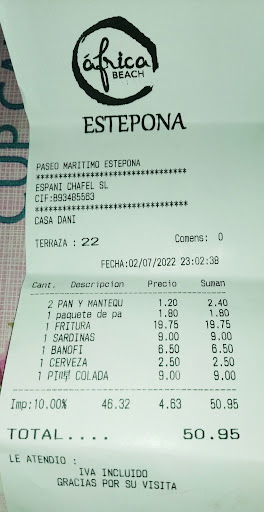 áfrica
BEACH
ESTEPONA
PASEO MARITIMO ESTEPONA
********************************
ESPANI CHAFEL SL
CIF:B93485563
********************************
CASA DANI
TERRAZA : 22 Comens: 0
FECHA:02/07/2022 23:02:38
Cant. Descripcion Precio Suman
2 PAN Y MANTEQU 1.20 2.40
1 paquete de pa 1.80 1.80
1 FRITURA 19.75 19.75
1 SARDINAS 9.00 9.00
1 BANOFI 6.50 6.50
1 CERVEZA 2.50 2.50
1 COLADA 9.00 9.00
Imp:10.00% 46.32 4.63 50.95
TOTAL.... 50.95
LE ATENDIO :
IVA INCLUIDO
GRACIAS POR SU VISITA